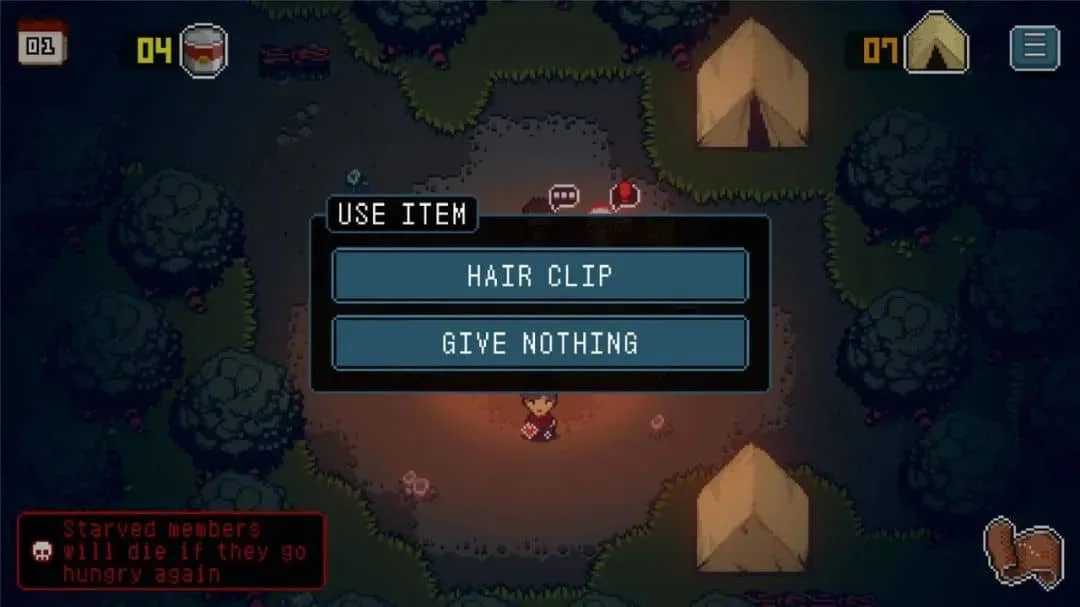 01
04
07
USE ITEM
HAIR CLIP
GIVE NOTHING
Starved members
will die if they go
hungry again